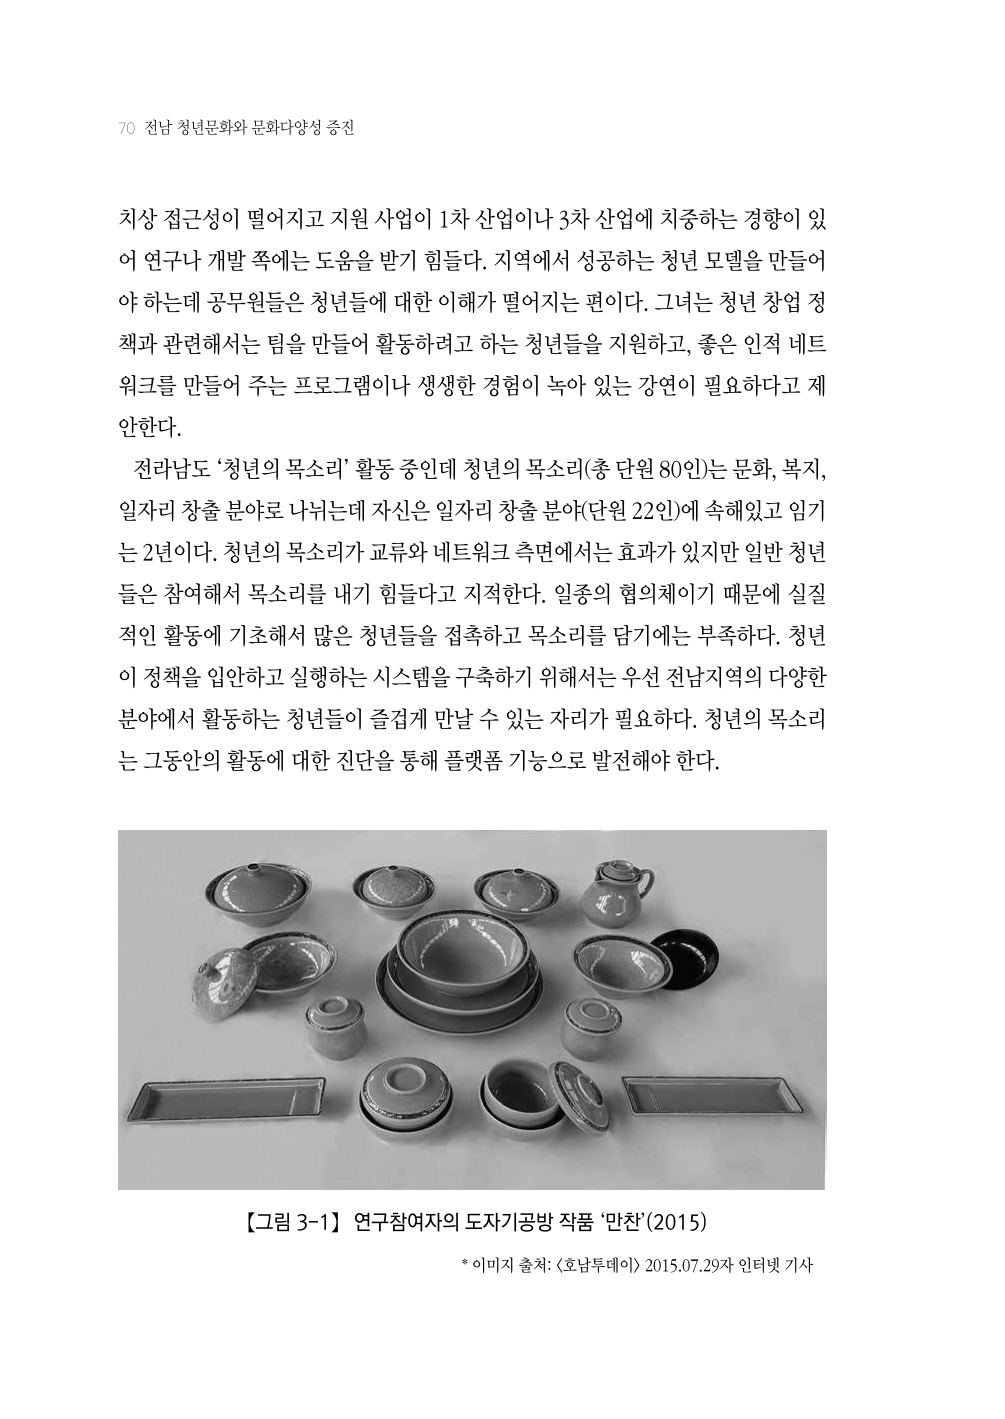 70 전남 청년문화와 문화다양성 증진
치상 접근성이 떨어지고 지원 사업이 1차 산업이나 3차 산업에 치중하는 경향이 있
어 연구나 개발 쪽에는 도움을 받기 힘들다. 지역에서 성공하는 청년 모델을 만들어
야 하는데 공무원들은 청년들에 대한 이해가 떨어지는 편이다. 그녀는 청년 창업 정
책과 관련해서는 팀을 만들어 활동하려고 하는 청년들을 지원하고, 좋은 인적 네트
워크를 만들어 주는 프로그램이나 생생한 경험이 녹아 있는 강연이 필요하다고 제
안한다.
전라남도 ‘청년의 목소리’ 활동 중인데 청년의 목소리(총 단원 80인)는 문화, 복지,
일자리 창출 분야로 나뉘는데 자신은 일자리 창출 분야(단원 22인)에 속해있고 임기
는 2년이다. 청년의 목소리가 교류와 네트워크 측면에서는 효과가 있지만 일반 청년
들은 참여해서 목소리를 내기 힘들다고 지적한다. 일종의 협의체이기 때문에 실질
적인 활동에 기초해서 많은 청년들을 접촉하고 목소리를 담기에는 부족하다. 청년
이 정책을 입안하고 실행하는 시스템을 구축하기 위해서는 우선 전남지역의 다양한
분야에서 활동하는 청년들이 즐겁게 만날 수 있는 자리가 필요하다. 청년의 목소리
는 그동안의 활동에 대한 진단을 통해 플랫폼 기능으로 발전해야 한다.
【그림 3-1】 연구참여자의 도자기공방 작품 ‘만찬’(2015)
* 이미지 출처: 〈호남투데이〉 2015.07.29자 인터넷 기사